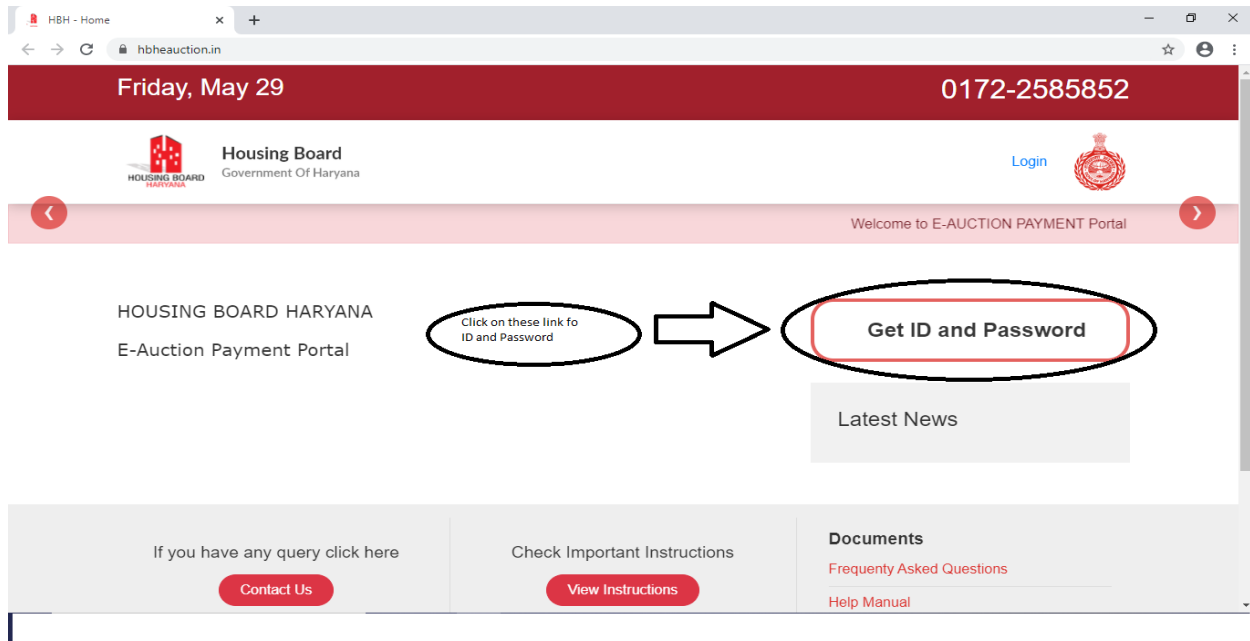 HBH - Home
hbheauction.in
Friday, May 29
0172-2585852
HOUSING BOARD
HARYANA
Housing Board
Government Of Haryana
Login
Welcome to E-AUCTION PAYMENT Portal
HOUSING BOARD HARYANA
E-Auction Payment Portal
Click on these link fo
ID and Password
Get ID and Password
Latest News
If you have any query click here
Contact Us
Check Important Instructions
View Instructions
Documents
Frequenty Asked Questions
Help Manual